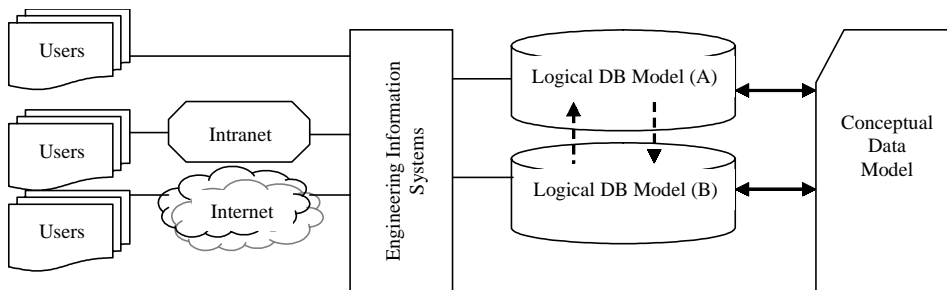 Users
Users
Users
Intranet
Internet
Engineering Information
Systems
Logical DB Model (A)
Logical DB Model (B)
Conceptual
Data
Model